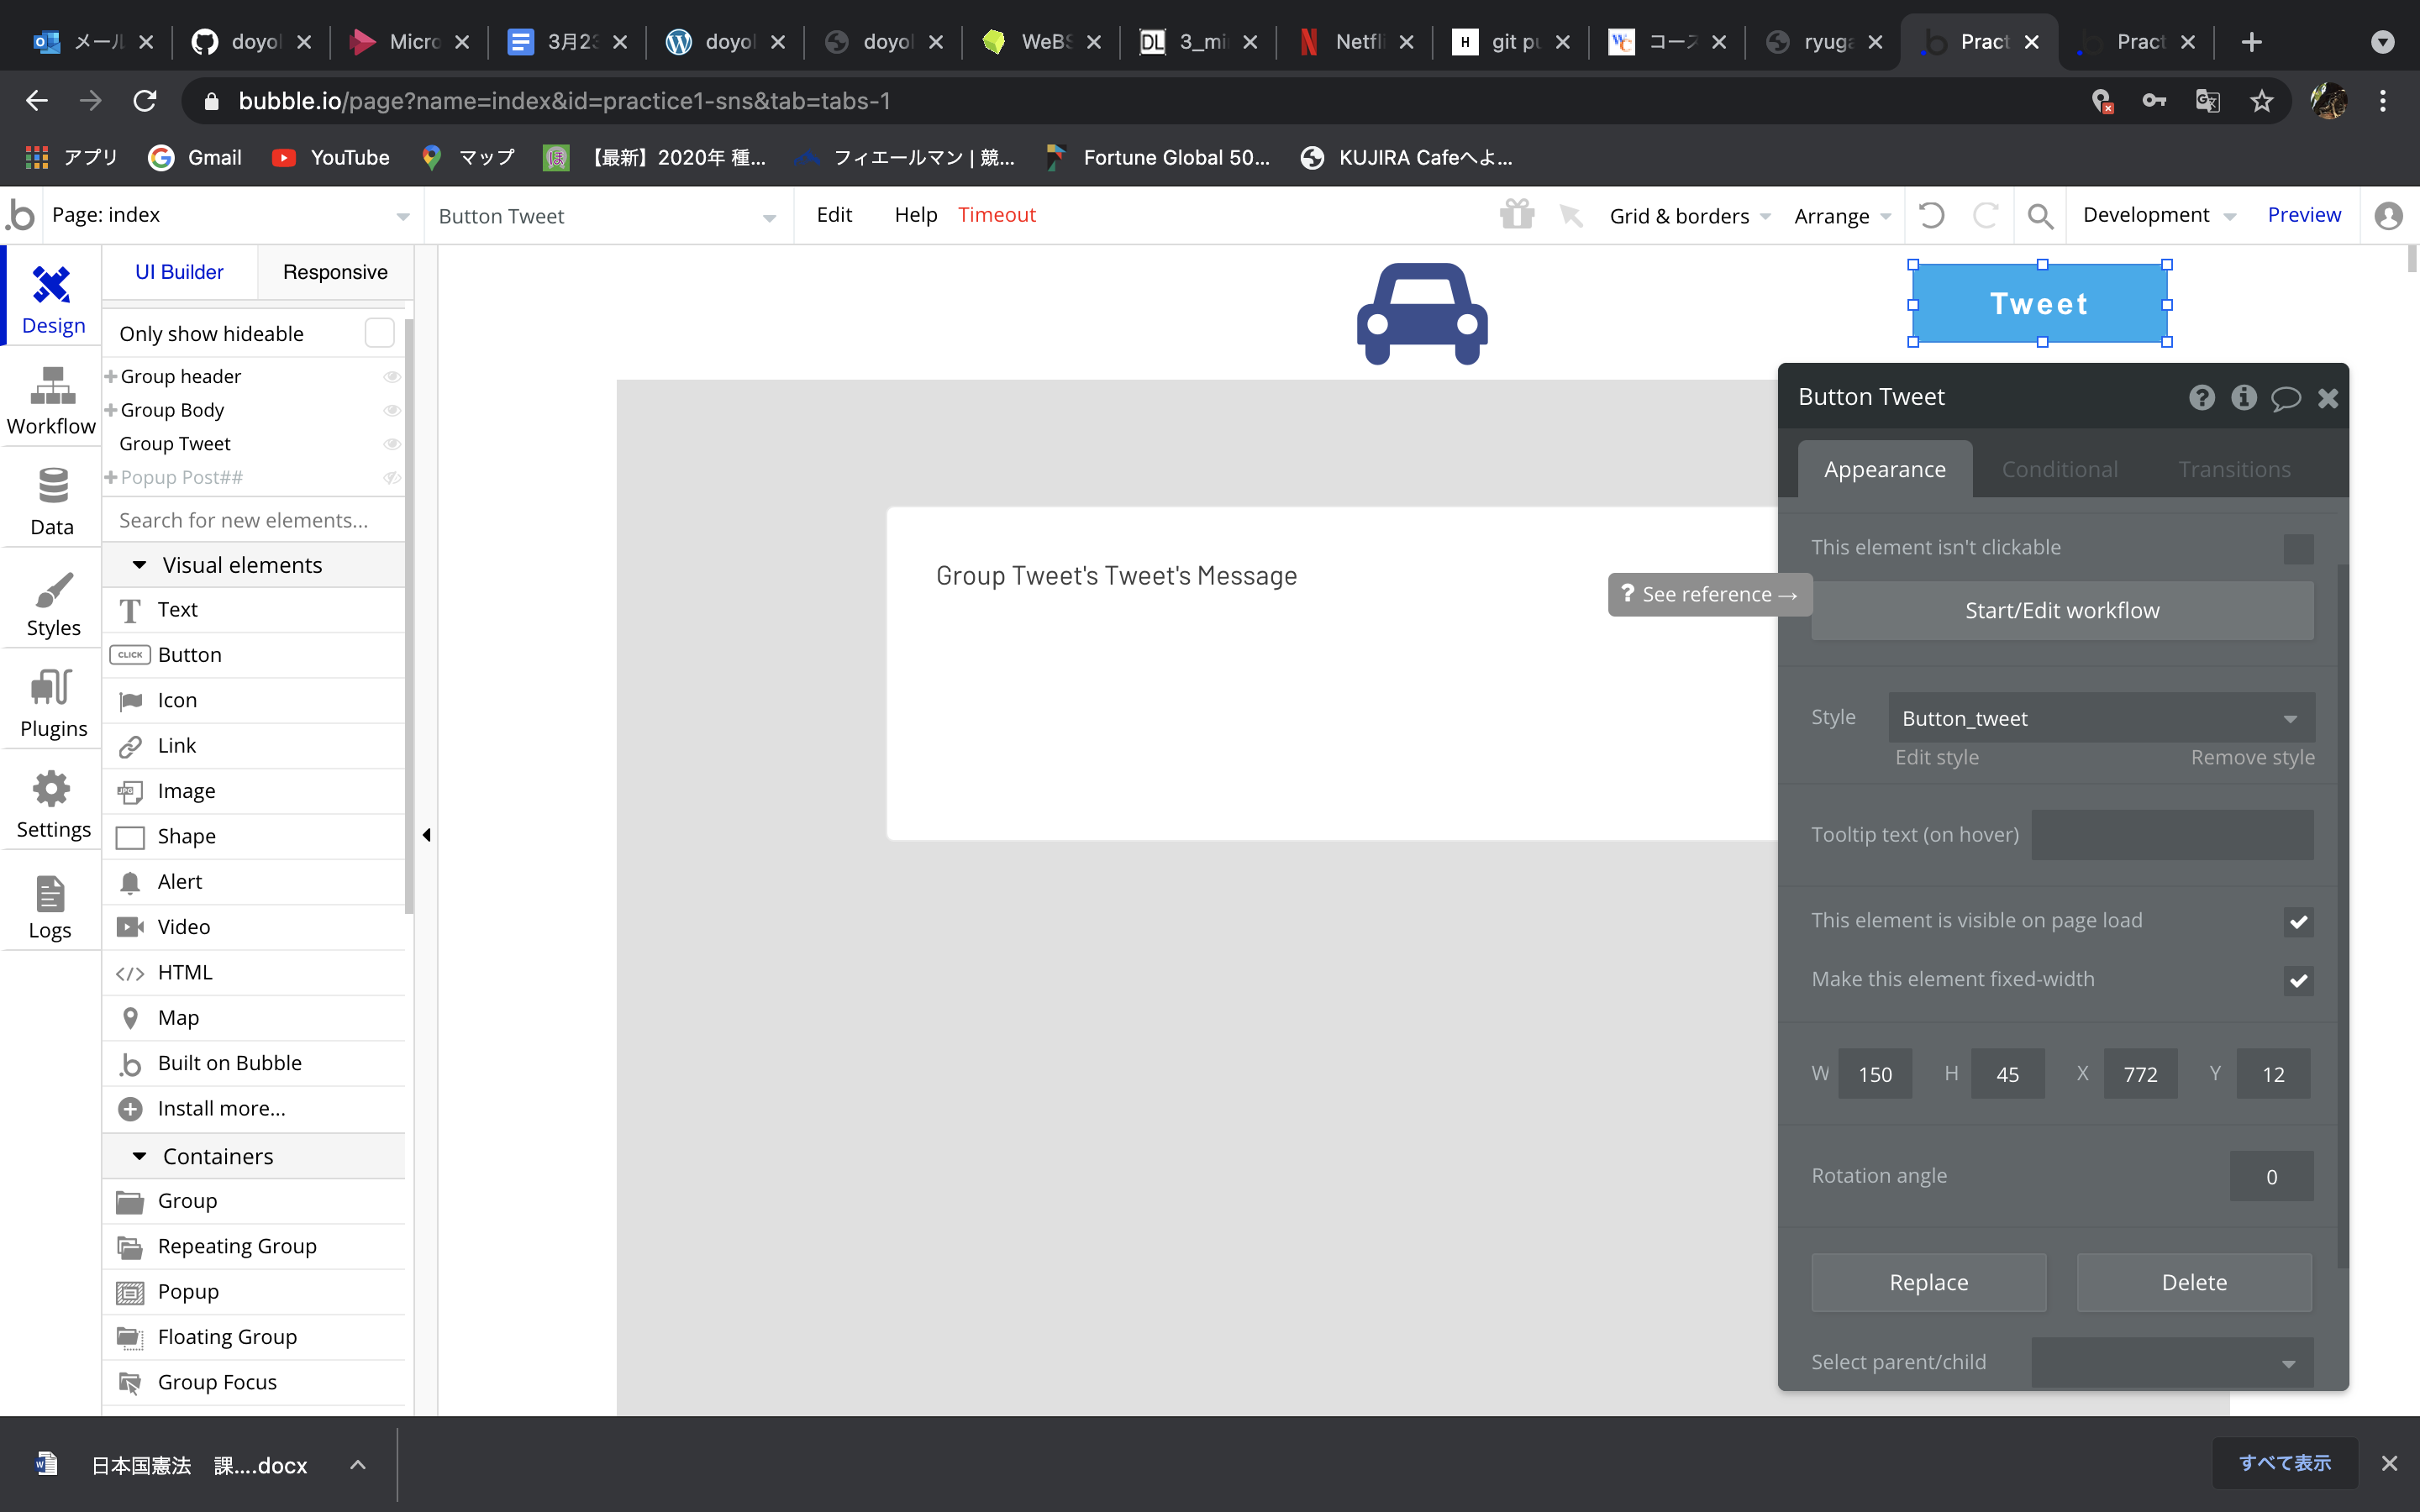 メール
doyol
Micro
3月23
doyol
doyol
WeBS
DL 3_mi
Netfli
H git pu
コース
ryuga
Pract
Pract
bubble.io/page?name=index&id=practice1-sns&tab=tabs-1
アプリ
Gmail
YouTube
マップ
【最新】2020年 種...
フィエールマン | 競...
Fortune Global 50...
KUJIRA Cafeへよ...
Page: index
Button Tweet
Edit
Help
Timeout
Grid & borders
Arrange
Development
Preview
Design
Workflow
Data
Styles
Plugins
Settings
Logs
UI Builder
Responsive
Only show hideable
Group header
Group Body
Group Tweet
Popup Post##
Search for new elements...
Visual elements
Text
CLICK Button
Icon
Link
Image
Shape
Alert
Video
HTML
Map
Built on Bubble
Install more...
Containers
Group
Repeating Group
Popup
Floating Group
Group Focus
Tweet
Group Tweet's Tweet's Message
? See reference →
Button Tweet
Appearance
Conditional
Transitions
This element isn't clickable
Start/Edit workflow
Style
Button_tweet
Edit style
Remove style
Tooltip text (on hover)
This element is visible on page load
Make this element fixed-width
W 150 H 45 X 772 Y 12
Rotation angle
0
Replace
Delete
Select parent/child
日本国憲法　課....docx
すべて表示